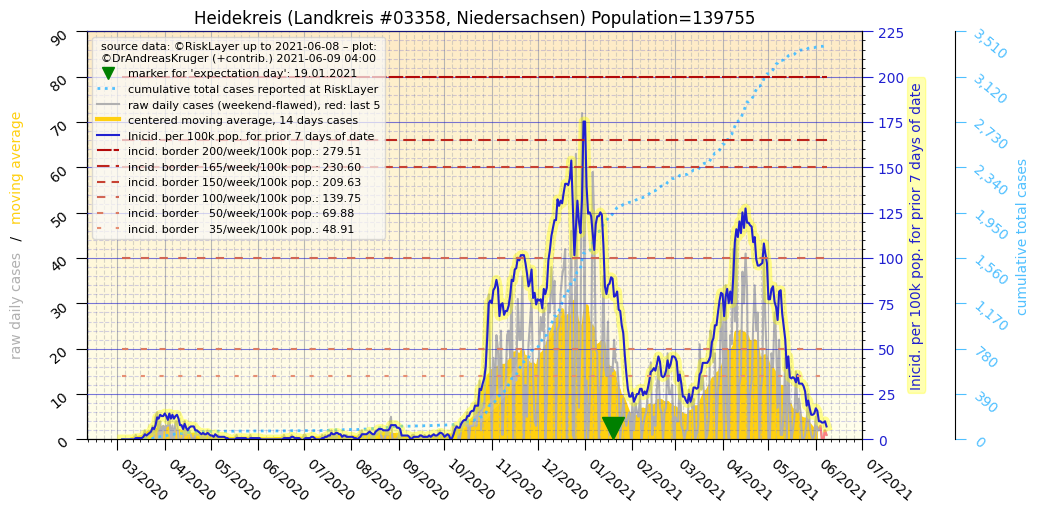 Heidekreis (Landkreis #03358, Niedersachsen) Population=139755
source data: ©RiskLayer up to 2021-06-08 – plot:
©DrAndreasKruger (+contrib.) 2021-06-09 04:00
marker for 'expectation day': 19.01.2021
cumulative total cases reported at RiskLayer
raw daily cases (weekend-flawed), red: last 5
centered moving average, 14 days cases
Inicid. per 100k pop. for prior 7 days of date
incid. border 200/week/100k pop.: 279.51
incid. border 165/week/100k pop.: 230.60
incid. border 150/week/100k pop.: 209.63
incid. border 100/week/100k pop.: 139.75
incid. border 50/week/100k pop.: 69.88
incid. border 35/week/100k pop.: 48.91
raw daily cases / moving average
90
80
70
60
50
40
30
20
10
0
225
200
175
150
125
100
75
50
25
0
Inicid. per 100k pop. for prior 7 days of date
3,510
3,120
2,730
2,340
1,950
1,560
1,170
780
390
0
cumulative total cases
03/2020
04/2020
05/2020
06/2020
07/2020
08/2020
09/2020
10/2020
11/2020
12/2020
01/2021
02/2021
03/2021
04/2021
05/2021
06/2021
07/2021